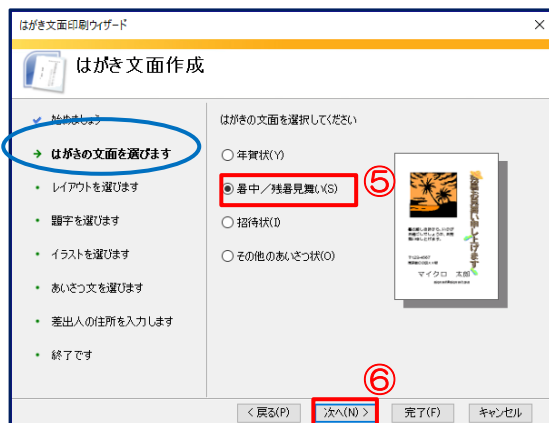 はがき文面印刷ウィザード
はがき文面作成
始めましょう
はがきの文面を選びます
レイアウトを選びます
題字を選びます
イラストを選びます
あいさつ文を選びます
差出人の住所を入力します
終了です
はがきの文面を選択してください
年賀状(Y)
暑中／残暑見舞い(S)
⑤
招待状(I)
その他のあいさつ状(O)
マイクロ 太郎
⑥
< 戻る(P)
次へ(N) >
完了(F)
キャンセル